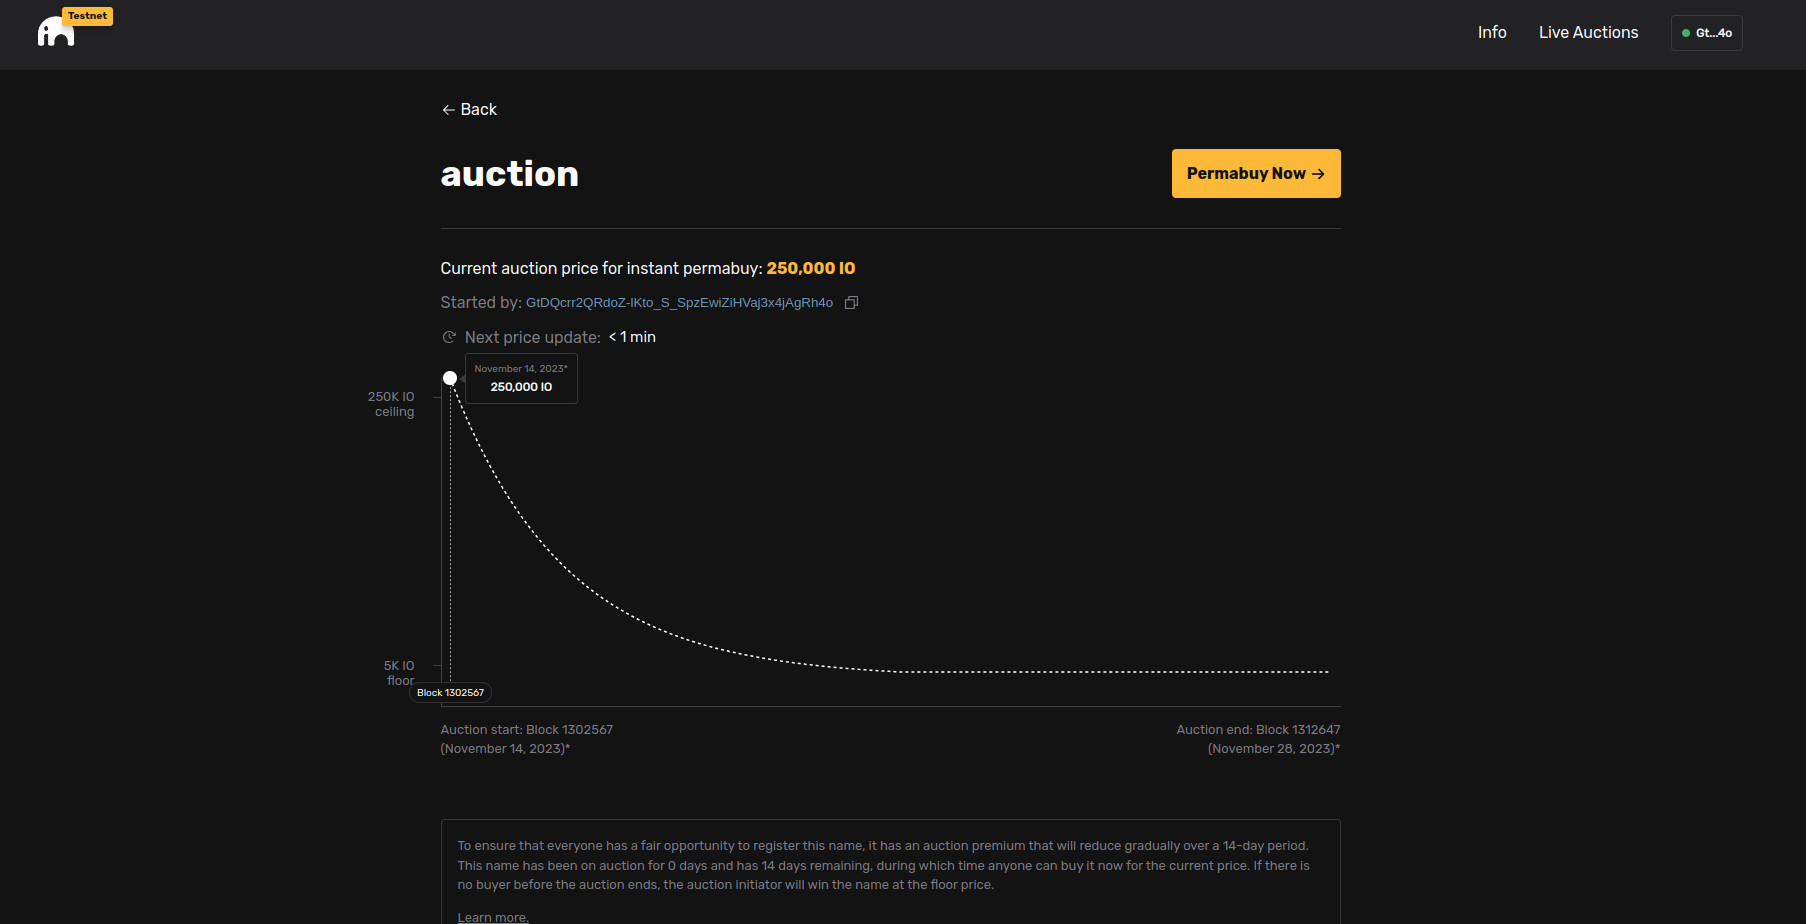 Testnet
Info
Live Auctions
Gt...4o
← Back
auction
Permabuy Now →
Current auction price for instant permabuy: 250,000 IO
Started by: GtDQcrr2QRdoZ-lKto_S_SpzEwiZiHVaj3x4jAgRh4o
Next price update: < 1 min
November 14, 2023*
250,000 IO
250K IO
ceiling
5K IO
floor
Block 1302567
Auction start: Block 1302567
(November 14, 2023)*
Auction end: Block 1312647
(November 28, 2023)*
To ensure that everyone has a fair opportunity to register this name, it has an auction premium that will reduce gradually over a 14-day period.
This name has been on auction for 0 days and has 14 days remaining, during which time anyone can buy it now for the current price. If there is
no buyer before the auction ends, the auction initiator will win the name at the floor price.
Learn more.